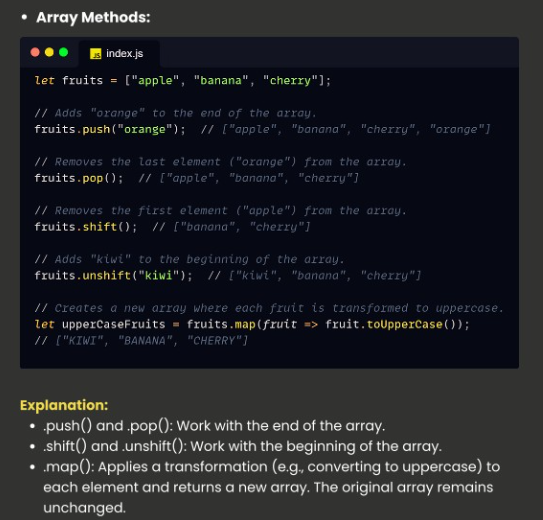 • Array Methods:
JS index.js
let fruits = ["apple", "banana", "cherry"];
// Adds "orange" to the end of the array.
fruits.push("orange");  // ["apple", "banana", "cherry", "orange"]
// Removes the last element ("orange") from the array.
fruits.pop();  // ["apple", "banana", "cherry"]
// Removes the first element ("apple") from the array.
fruits.shift();  // ["banana", "cherry"]
// Adds "kiwi" to the beginning of the array.
fruits.unshift("kiwi");  // ["kiwi", "banana", "cherry"]
// Creates a new array where each fruit is transformed to uppercase.
let upperCaseFruits = fruits.map(fruit => fruit.toUpperCase());
// ["KIWI", "BANANA", "CHERRY"]
Explanation:
• .push() and .pop(): Work with the end of the array.
• .shift() and .unshift(): Work with the beginning of the array.
• .map(): Applies a transformation (e.g., converting to uppercase) to
each element and returns a new array. The original array remains
unchanged.